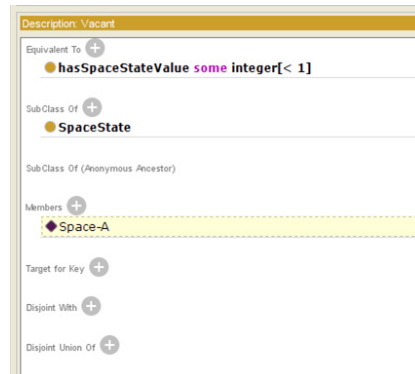 Description: Vacant
Equivalent To
hasSpaceStateValue some integer[< 1]
SubClass Of
SpaceState
SubClass Of (Anonymous Ancestor)
Members
Space-A
Target for Key
Disjoint With
Disjoint Union Of